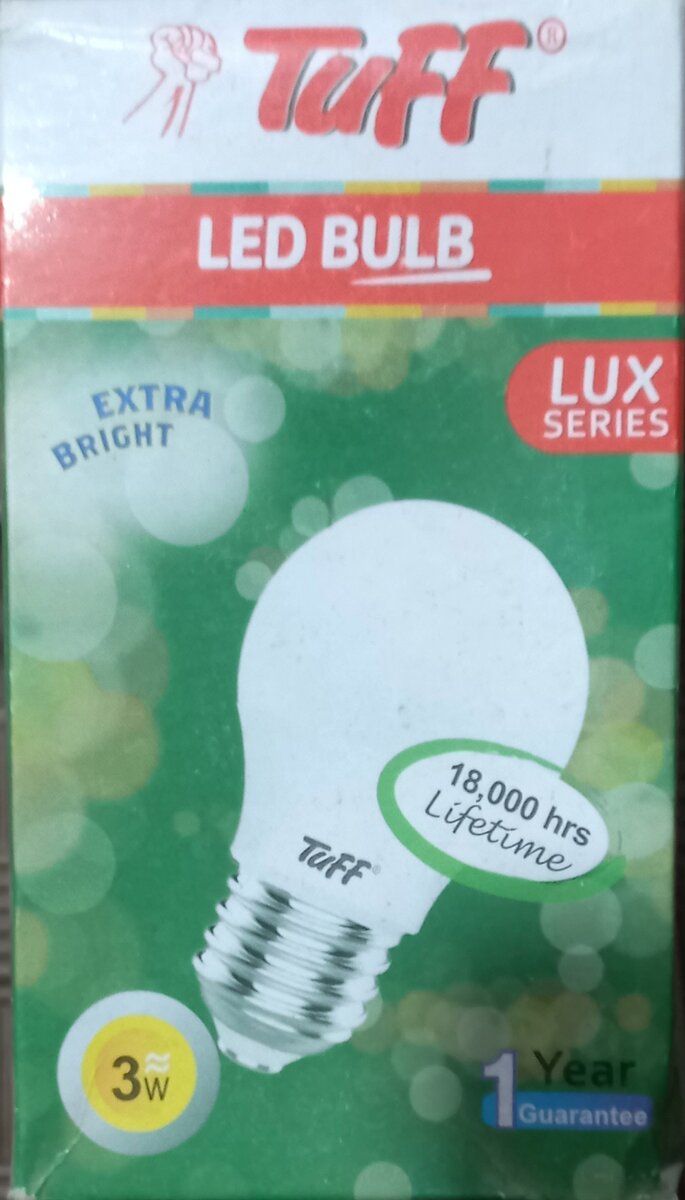 Tuff®
LED BULB
EXTRA
BRIGHT
LUX
SERIES
18,000 hrs
Lifetime
Tuff®
3W
1 Year
Guarantee